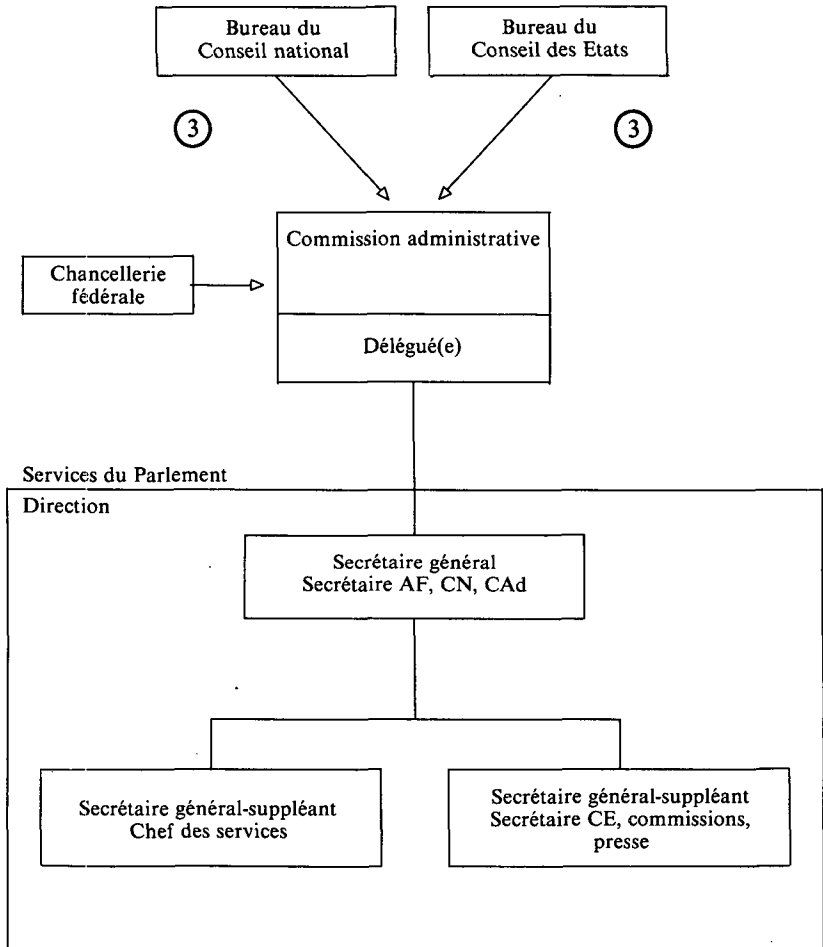 Bureau du
Conseil national
Bureau du
Conseil des Etats
3
3
Commission administrative
Chancellerie
fédérale
Délégué(e)
Services du Parlement
Direction
Secrétaire général
Secrétaire AF, CN, CAd
Secrétaire général-suppléant
Chef des services
Secrétaire général-suppléant
Secrétaire CE, commissions,
presse